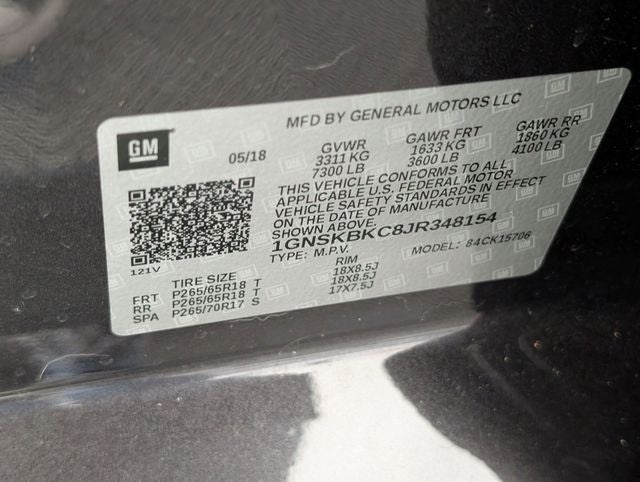 GM
MFD BY GENERAL MOTORS LLC
05/18
GVWR GAWR FRT GAWR RR
3311 KG 1633 KG 1860 KG
7300 LB 3600 LB 4100 LB
THIS VEHICLE CONFORMS TO ALL
APPLICABLE U.S. FEDERAL MOTOR
VEHICLE SAFETY STANDARDS IN EFFECT
ON THE DATE OF MANUFACTURE
SHOWN ABOVE.
1GNSKBKC8JR348154
TYPE: M.P.V. MODEL: 84CK15706
121V
TIRE SIZE RIM
FRT P265/65R18 T 18X8.5J
RR P265/65R18 T 18X8.5J
SPA P265/70R17 S 17X7.5J